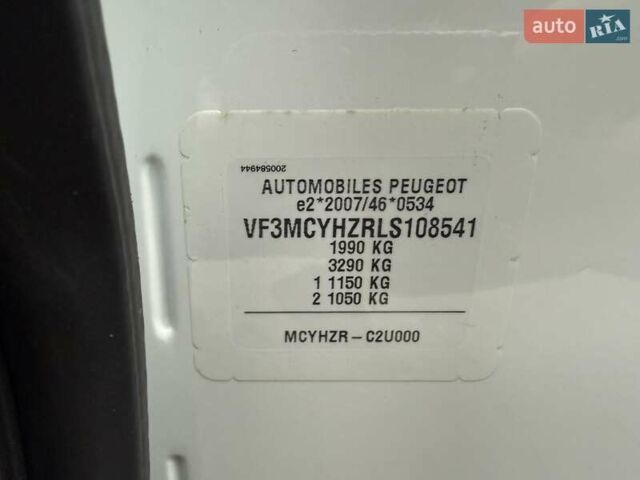 auto RIA
.com
200584944
AUTOMOBILES PEUGEOT
e2*2007/46*0534
VF3MCYHZRLS108541
1990 KG
3290 KG
1 1150 KG
2 1050 KG
MCYHZR - C2U000